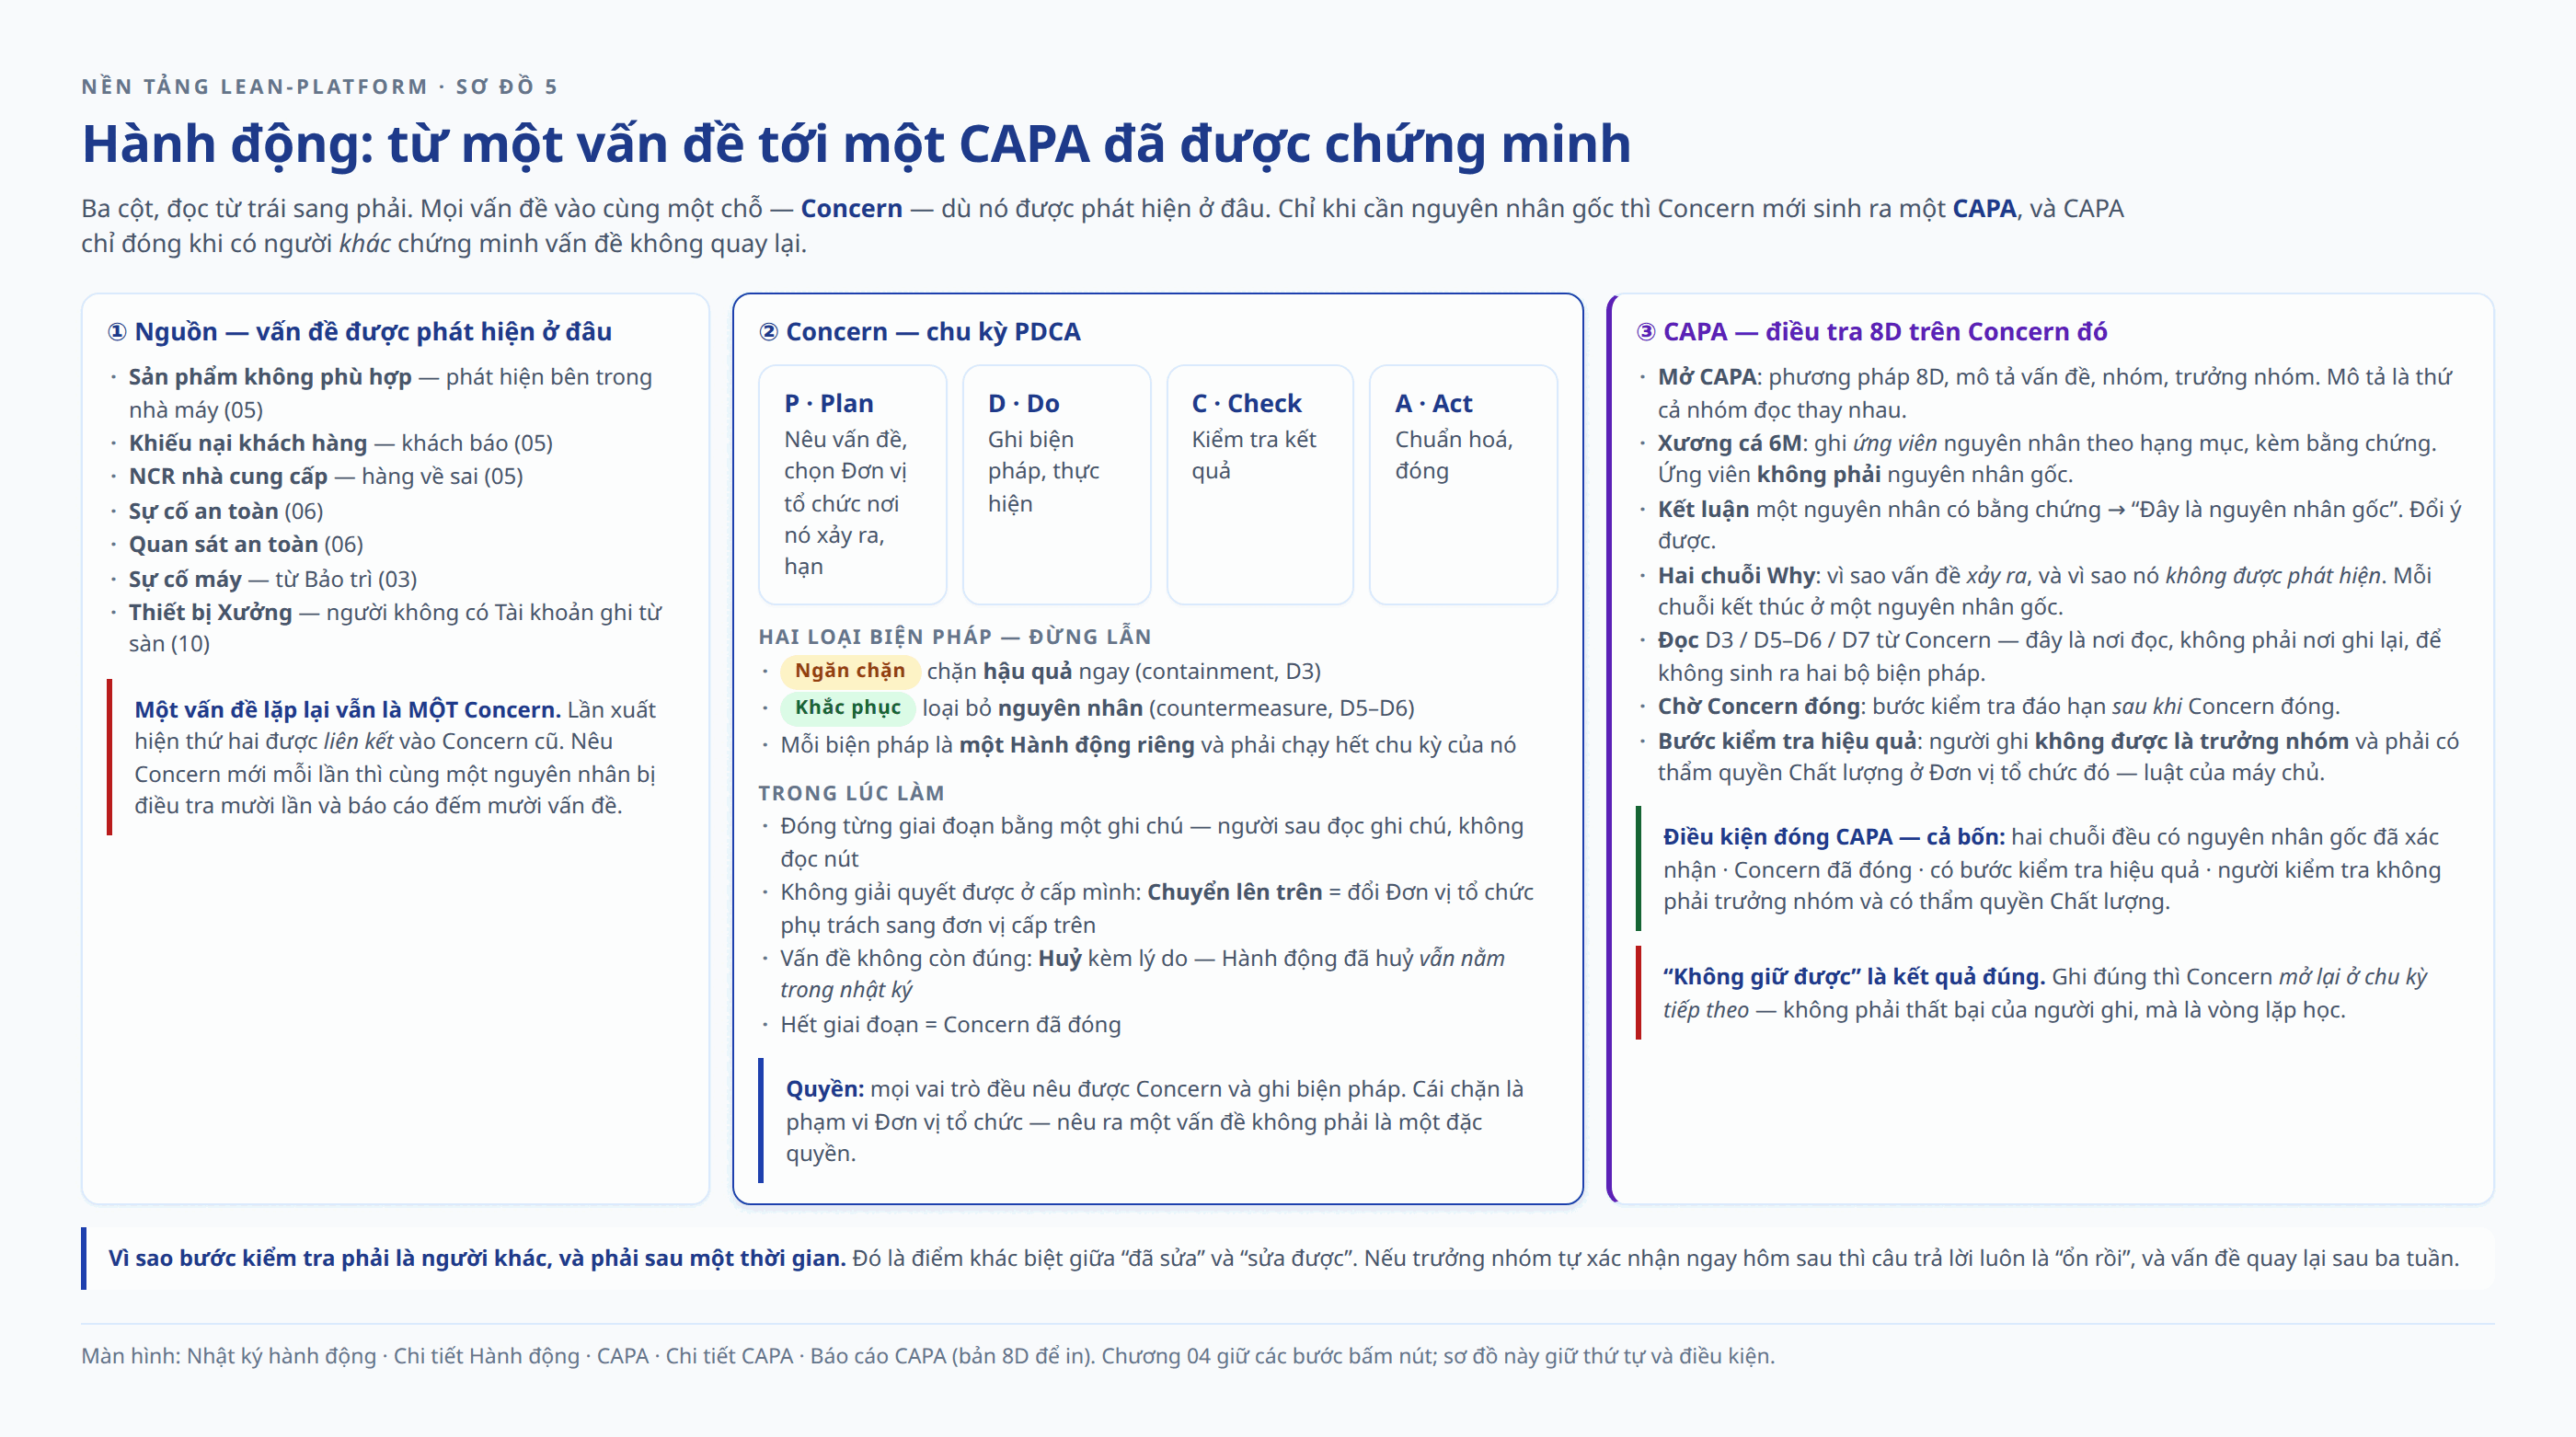 NỀN TẢNG LEAN-PLATFORM · SƠ ĐỒ 5
Hành động: từ một vấn đề tới một CAPA đã được chứng minh
Ba cột, đọc từ trái sang phải. Mọi vấn đề vào cùng một chỗ — Concern — dù nó được phát hiện ở đâu. Chỉ khi cần nguyên nhân gốc thì Concern mới sinh ra một CAPA, và CAPA
chỉ đóng khi có người khác chứng minh vấn đề không quay lại.
① Nguồn — vấn đề được phát hiện ở đâu
· Sản phẩm không phù hợp — phát hiện bên trong
nhà máy (05)
· Khiếu nại khách hàng — khách báo (05)
· NCR nhà cung cấp — hàng về sai (05)
· Sự cố an toàn (06)
· Quan sát an toàn (06)
· Sự cố máy — từ Bảo trì (03)
· Thiết bị Xưởng — người không có Tài khoản ghi từ
sàn (10)
Một vấn đề lặp lại vẫn là MỘT Concern. Lần xuất
hiện thứ hai được liên kết vào Concern cũ. Nêu
Concern mới mỗi lần thì cùng một nguyên nhân bị
điều tra mười lần và báo cáo đếm mười vấn đề.
② Concern — chu kỳ PDCA
P · Plan
Nêu vấn đề,
chọn Đơn vị
tổ chức nơi
nó xảy ra,
hạn
D · Do
Ghi biện
pháp, thực
hiện
C · Check
Kiểm tra kết
quả
A · Act
Chuẩn hoá,
đóng
HAI LOẠI BIỆN PHÁP — ĐỪNG LẪN
· Ngăn chặn chặn hậu quả ngay (containment, D3)
· Khắc phục loại bỏ nguyên nhân (countermeasure, D5–D6)
· Mỗi biện pháp là một Hành động riêng và phải chạy hết chu kỳ của nó
TRONG LÚC LÀM
· Đóng từng giai đoạn bằng một ghi chú — người sau đọc ghi chú, không
đọc nút
· Không giải quyết được ở cấp mình: Chuyển lên trên = đổi Đơn vị tổ chức
phụ trách sang đơn vị cấp trên
· Vấn đề không còn đúng: Huỷ kèm lý do — Hành động đã huỷ vẫn nằm
trong nhật ký
· Hết giai đoạn = Concern đã đóng
Quyền: mọi vai trò đều nêu được Concern và ghi biện pháp. Cái chặn là
phạm vi Đơn vị tổ chức — nêu ra một vấn đề không phải là một đặc
quyền.
③ CAPA — điều tra 8D trên Concern đó
· Mở CAPA: phương pháp 8D, mô tả vấn đề, nhóm, trưởng nhóm. Mô tả là thứ
cả nhóm đọc thay nhau.
· Xương cá 6M: ghi ứng viên nguyên nhân theo hạng mục, kèm bằng chứng.
Ứng viên không phải nguyên nhân gốc.
· Kết luận một nguyên nhân có bằng chứng → “Đây là nguyên nhân gốc”. Đổi ý
được.
· Hai chuỗi Why: vì sao vấn đề xảy ra, và vì sao nó không được phát hiện. Mỗi
chuỗi kết thúc ở một nguyên nhân gốc.
· Đọc D3 / D5–D6 / D7 từ Concern — đây là nơi đọc, không phải nơi ghi lại, để
không sinh ra hai bộ biện pháp.
· Chờ Concern đóng: bước kiểm tra đáo hạn sau khi Concern đóng.
· Bước kiểm tra hiệu quả: người ghi không được là trưởng nhóm và phải có
thẩm quyền Chất lượng ở Đơn vị tổ chức đó — luật của máy chủ.
Điều kiện đóng CAPA — cả bốn: hai chuỗi đều có nguyên nhân gốc đã xác
nhận · Concern đã đóng · có bước kiểm tra hiệu quả · người kiểm tra không
phải trưởng nhóm và có thẩm quyền Chất lượng.
“Không giữ được” là kết quả đúng. Ghi đúng thì Concern mở lại ở chu kỳ
tiếp theo — không phải thất bại của người ghi, mà là vòng lặp học.
Vì sao bước kiểm tra phải là người khác, và phải sau một thời gian. Đó là điểm khác biệt giữa “đã sửa” và “sửa được”. Nếu trưởng nhóm tự xác nhận ngay hôm sau thì câu trả lời luôn là “ổn rồi”, và vấn đề quay lại sau ba tuần.
Màn hình: Nhật ký hành động · Chi tiết Hành động · CAPA · Chi tiết CAPA · Báo cáo CAPA (bản 8D để in). Chương 04 giữ các bước bấm nút; sơ đồ này giữ thứ tự và điều kiện.